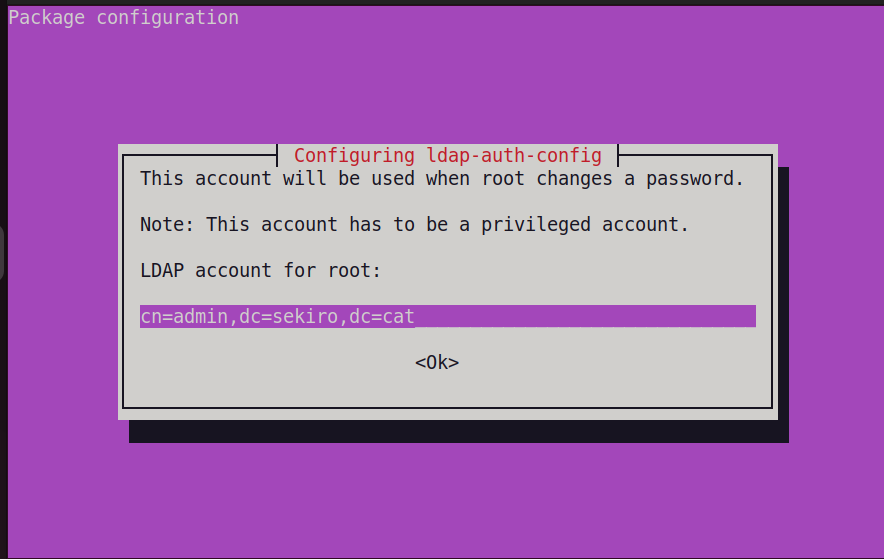 Package configuration
Configuring ldap-auth-config
This account will be used when root changes a password.
Note: This account has to be a privileged account.
LDAP account for root:
cn=admin,dc=sekiro,dc=cat
<Ok>